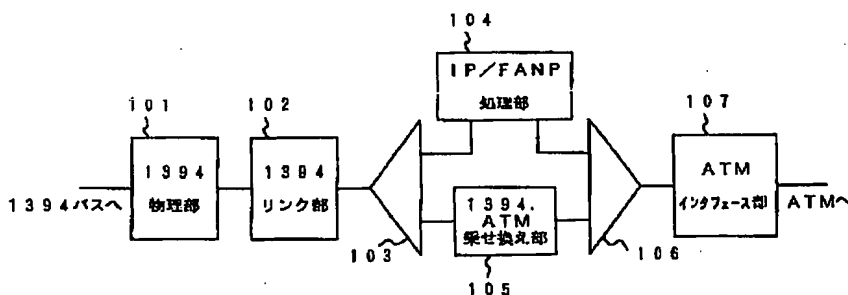 104
IP/FANP
処理部
101
102
107
1394
物理部
1394
リンク部
1394バスへ
103
1394.
ATM
乗せ換え部
105
106
ATM
インタフェース部
ATMへ